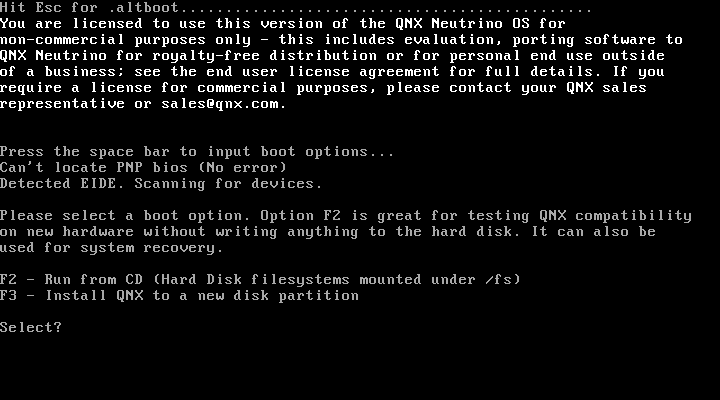 Hit Esc for .altboot..............................................
You are licensed to use this version of the QNX Neutrino OS for
non-commercial purposes only - this includes evaluation, porting software to
QNX Neutrino for royalty-free distribution or for personal end use outside
of a business; see the end user license agreement for full details. If you
require a license for commercial purposes, please contact your QNX sales
representative or sales@qnx.com.
Press the space bar to input boot options...
Can't locate PNP bios (No error)
Detected EIDE. Scanning for devices.
Please select a boot option. Option F2 is great for testing QNX compatibility
on new hardware without writing anything to the hard disk. It can also be
used for system recovery.
F2 - Run from CD (Hard Disk filesystems mounted under /fs)
F3 - Install QNX to a new disk partition
Select?